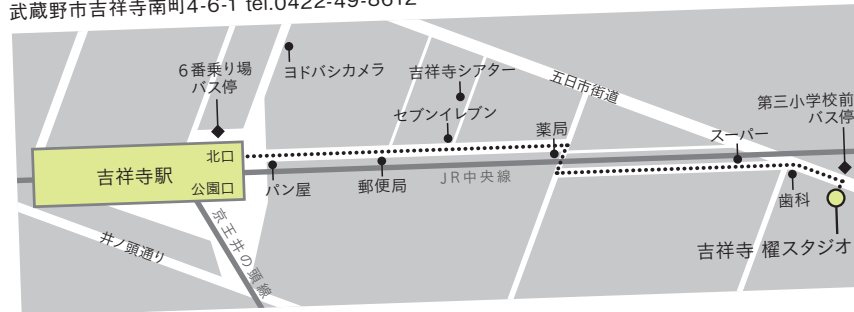 武蔵野市吉祥寺南町4-6-1 tel.0422-49-8612
6番乗り場
バス停
ヨドバシカメラ
吉祥寺シアター
五日市街道
セブンイレブン
第三小学校前
バス停
薬局
スーパー
北口
吉祥寺駅
公園口
パン屋
郵便局
JR中央線
歯科
井ノ頭通り
京王井の頭線
吉祥寺 櫂スタジオ